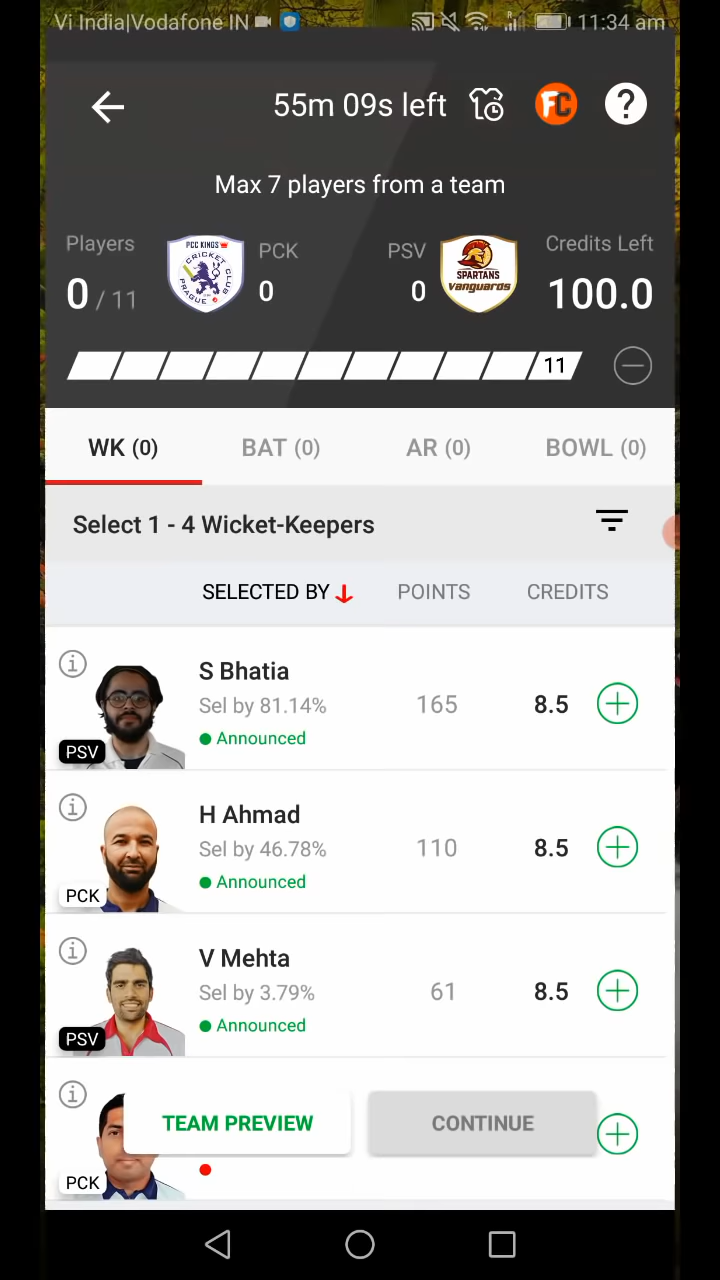 Vi India|Vodafone IN 11:34 am
55m 09s left FC ?
Max 7 players from a team
Players PCK PSV Credits Left
0 / 11 0 0 100.0
PCC KINGS
CRICKET CLUB
PRAGUE
SPARTANS
Vanguards
11
WK (0) BAT (0) AR (0) BOWL (0)
Select 1 - 4 Wicket-Keepers
SELECTED BY POINTS CREDITS
S Bhatia
Sel by 81.14% 165 8.5
PSV Announced
H Ahmad
Sel by 46.78% 110 8.5
PCK Announced
V Mehta
Sel by 3.79% 61 8.5
PSV Announced
TEAM PREVIEW CONTINUE
PCK